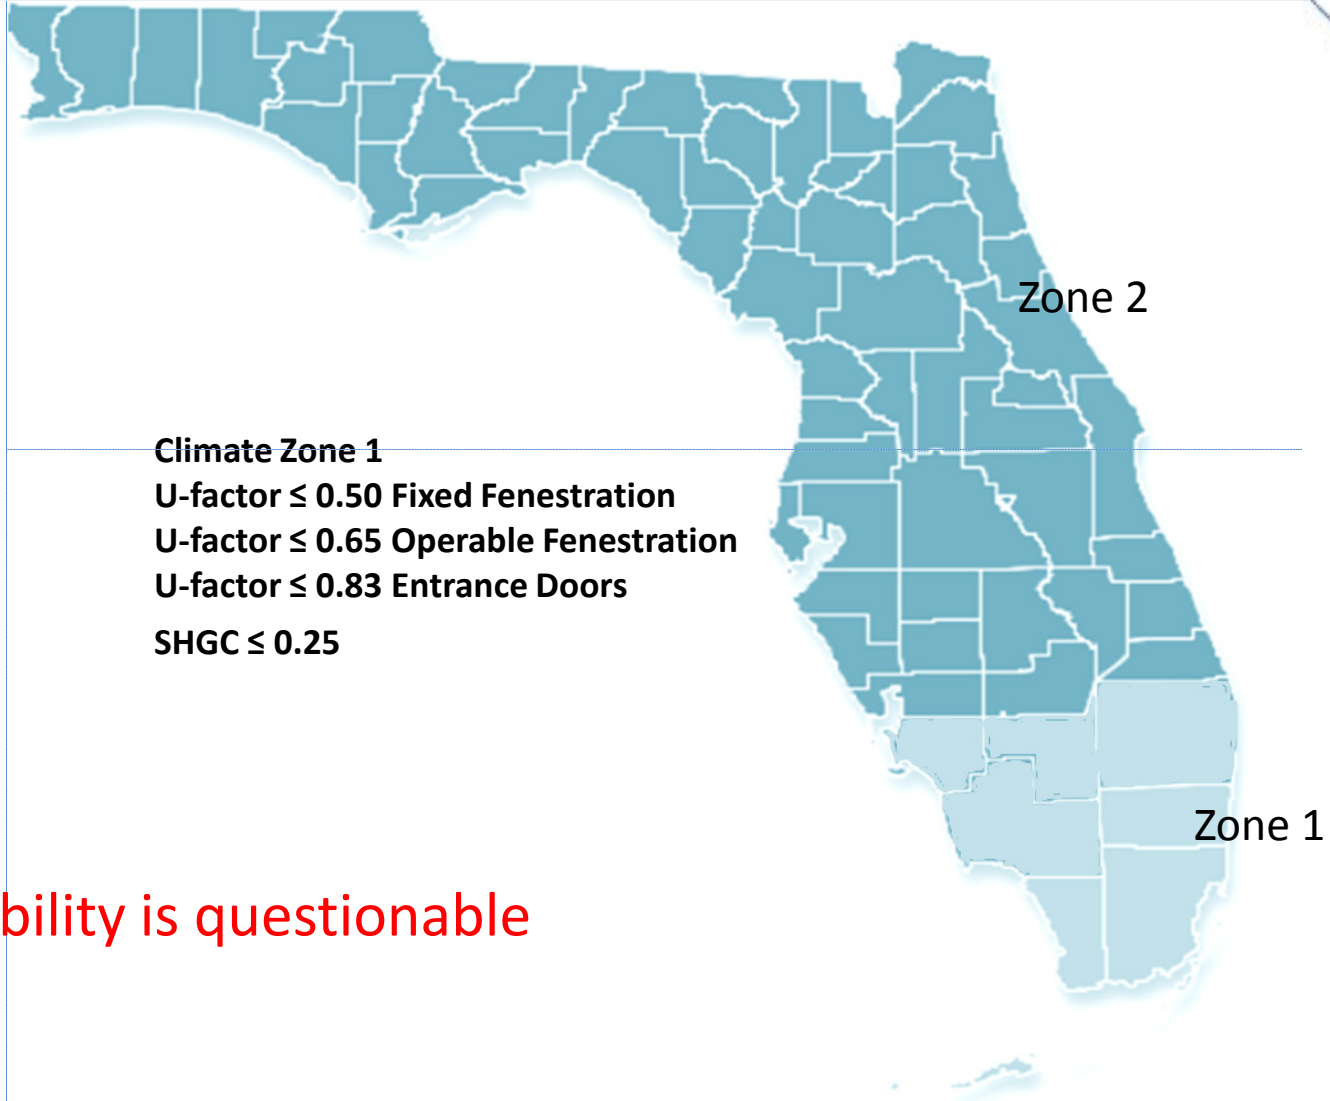 Zone 2
Climate Zone 1
U-factor ≤ 0.50 Fixed Fenestration
U-factor ≤ 0.65 Operable Fenestration
U-factor ≤ 0.83 Entrance Doors
SHGC ≤ 0.25
Zone 1
bility is questionable